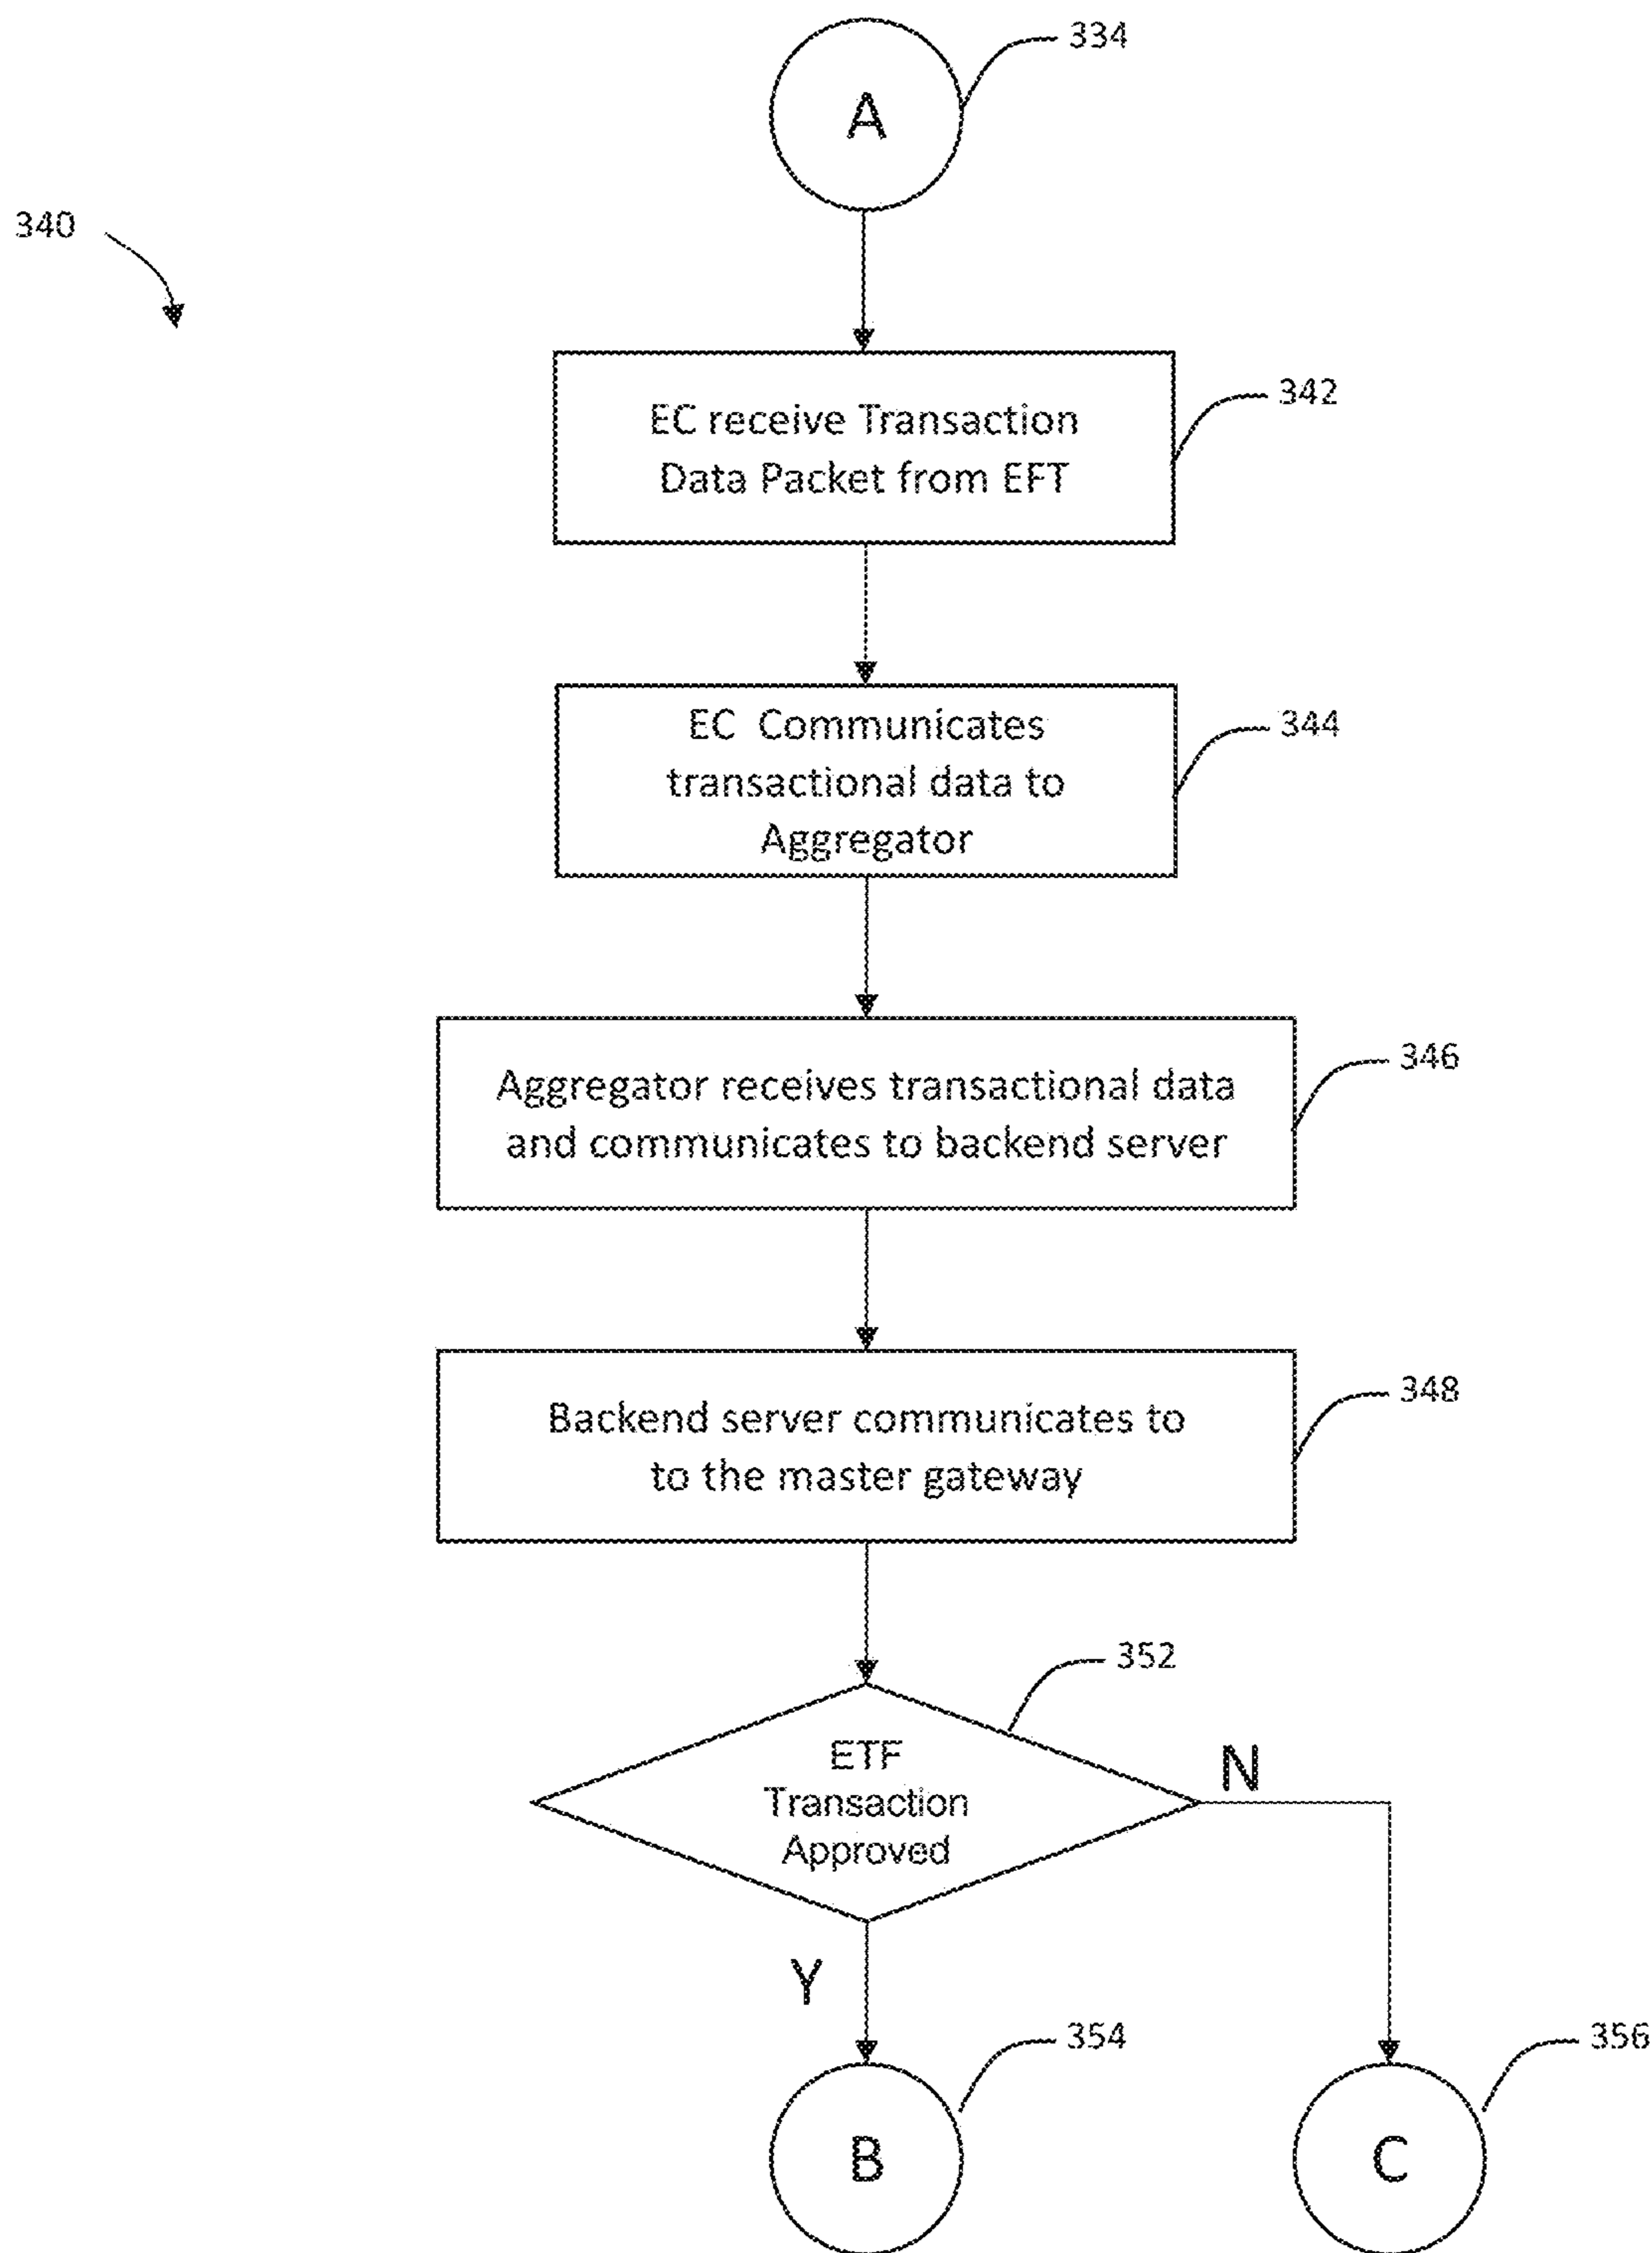 A
334
340
EC receive Transaction
Data Packet from EFT
342
EC Communicates
transactional data to
Aggregator
344
Aggregator receives transactional data
and communicates to backend server
346
Backend server communicates to
to the master gateway
348
352
ETF
Transaction
Approved
N
Y
354
356
B
C